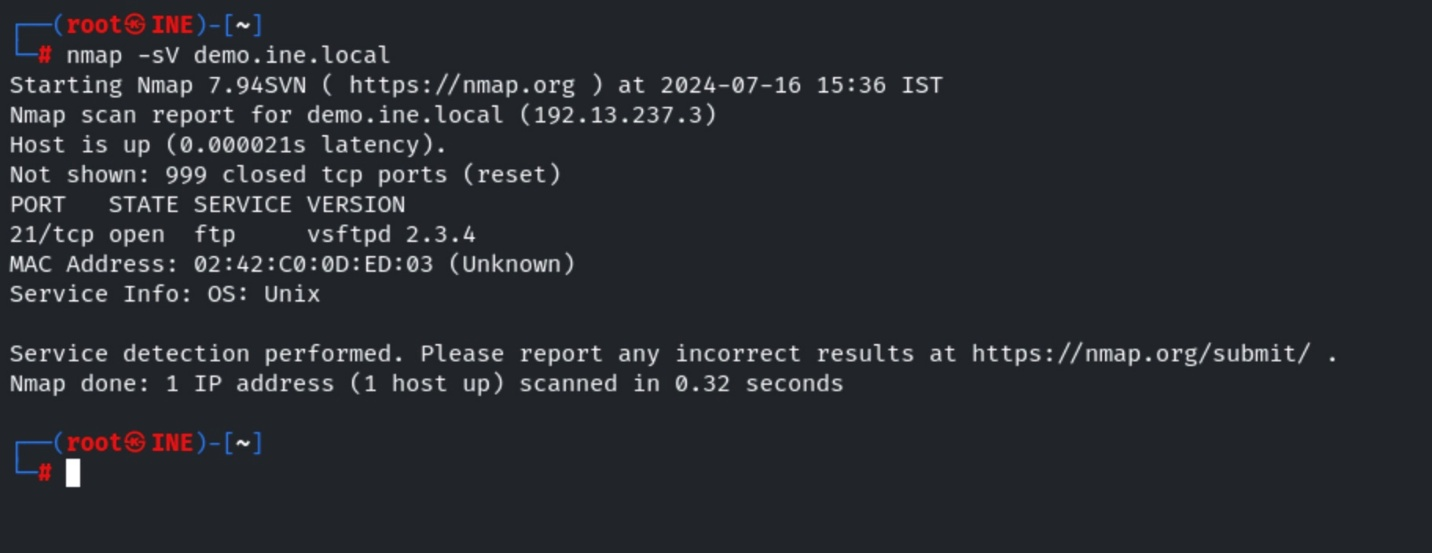 ┌──(root㉿INE)-[~]
└─# nmap -sV demo.ine.local
Starting Nmap 7.94SVN ( https://nmap.org ) at 2024-07-16 15:36 IST
Nmap scan report for demo.ine.local (192.13.237.3)
Host is up (0.000021s latency).
Not shown: 999 closed tcp ports (reset)
PORT   STATE SERVICE VERSION
21/tcp open  ftp     vsftpd 2.3.4
MAC Address: 02:42:C0:0D:ED:03 (Unknown)
Service Info: OS: Unix

Service detection performed. Please report any incorrect results at https://nmap.org/submit/ .
Nmap done: 1 IP address (1 host up) scanned in 0.32 seconds

┌──(root㉿INE)-[~]
└─#